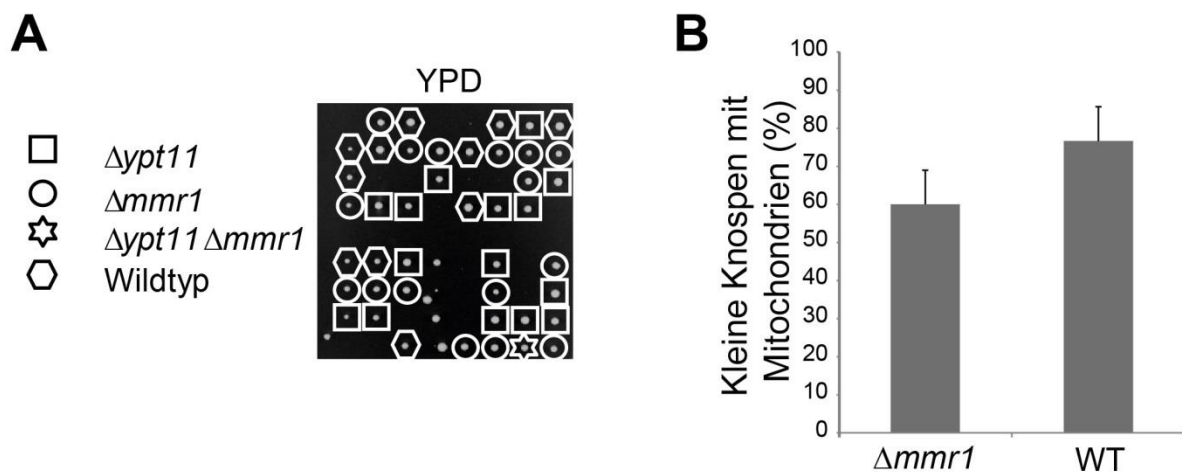 A
YPD
Δypt11
Δmmr1
Δypt11 Δmmr1
Wildtyp
B
Kleine Knospen mit
Mitochondrien (%)
100
90
80
70
60
50
40
30
20
10
0
Δmmr1
WT